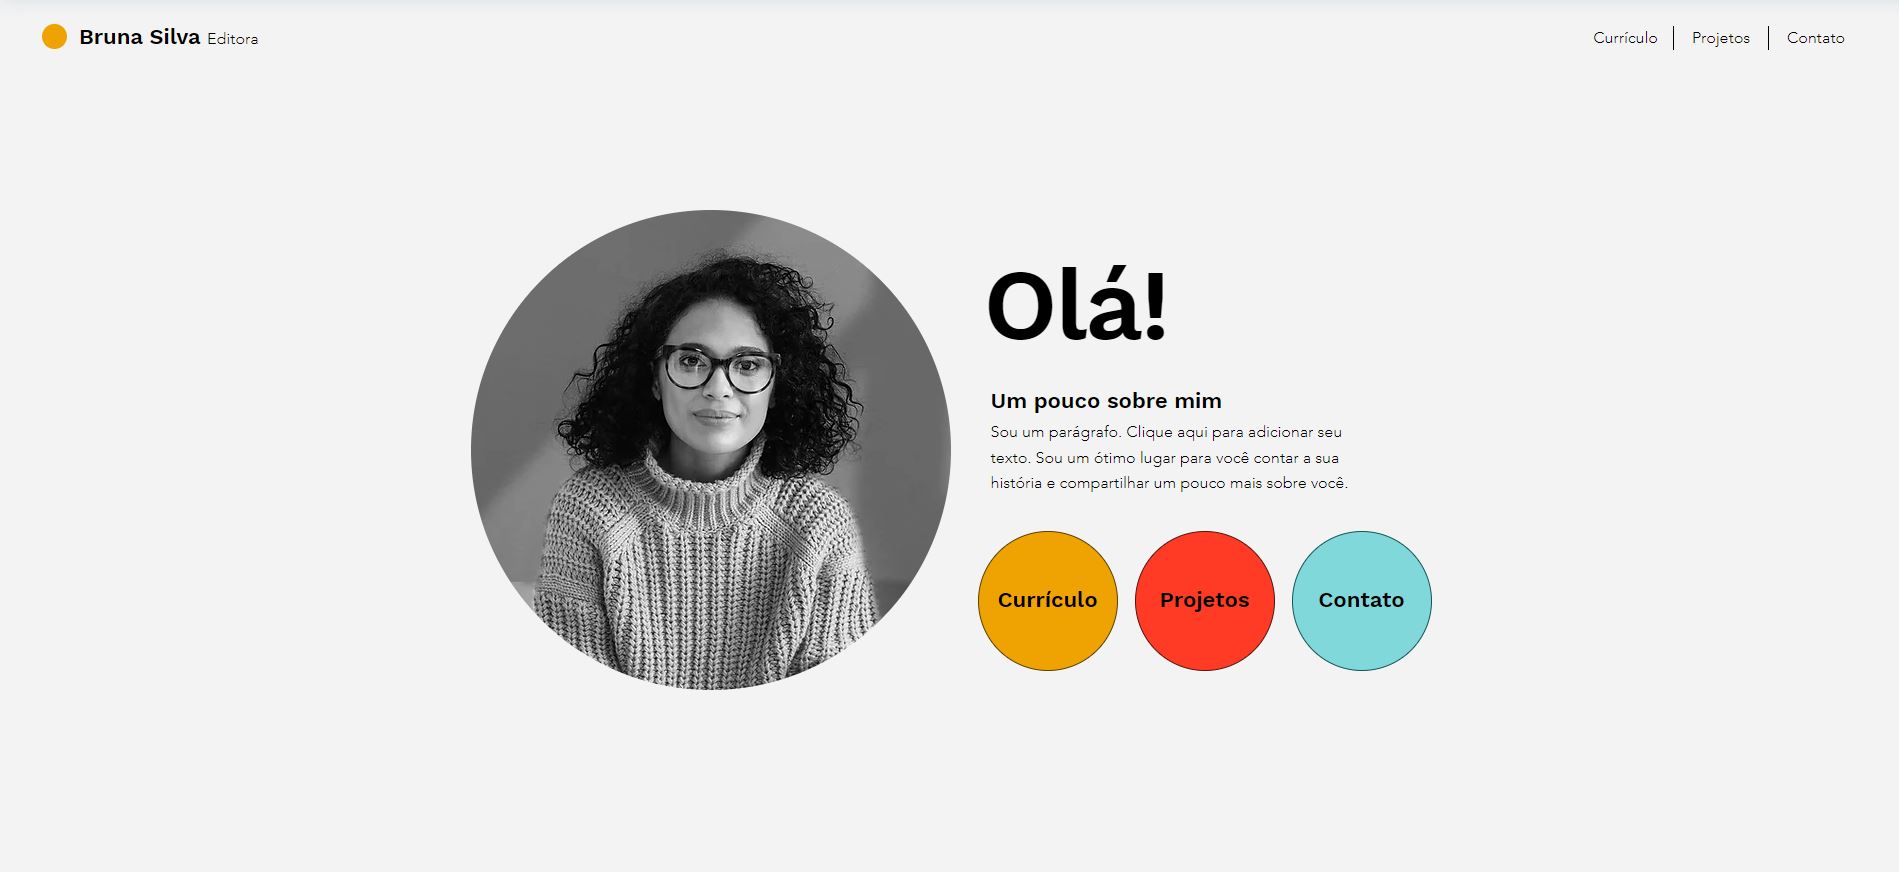 Bruna Silva Editora
Currículo
Projetos
Contato
Olá!
Um pouco sobre mim
Sou um parágrafo. Clique aqui para adicionar seu
texto. Sou um ótimo lugar para você contar a sua
história e compartilhar um pouco mais sobre você.
Currículo
Projetos
Contato